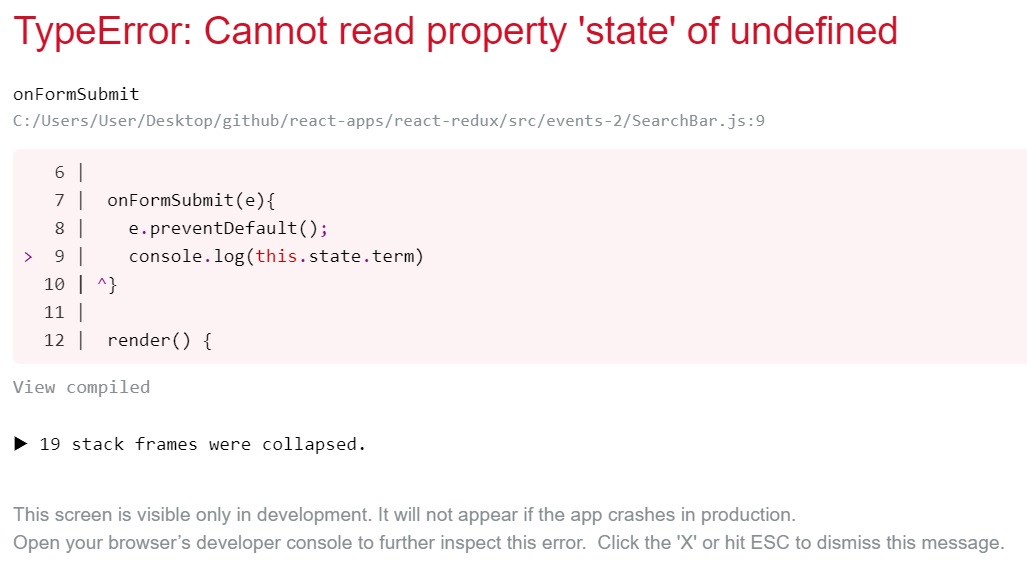 TypeError: Cannot read property 'state' of undefined
onFormSubmit
C:/Users/User/Desktop/github/react-apps/react-redux/src/events-2/SearchBar.js:9
6 |
7 | onFormSubmit(e){
8 | e.preventDefault();
> 9 | console.log(this.state.term)
10 | ^}
11 |
12 | render() {
View compiled
▶ 19 stack frames were collapsed.
This screen is visible only in development. It will not appear if the app crashes in production.
Open your browser’s developer console to further inspect this error. Click the 'X' or hit ESC to dismiss this message.